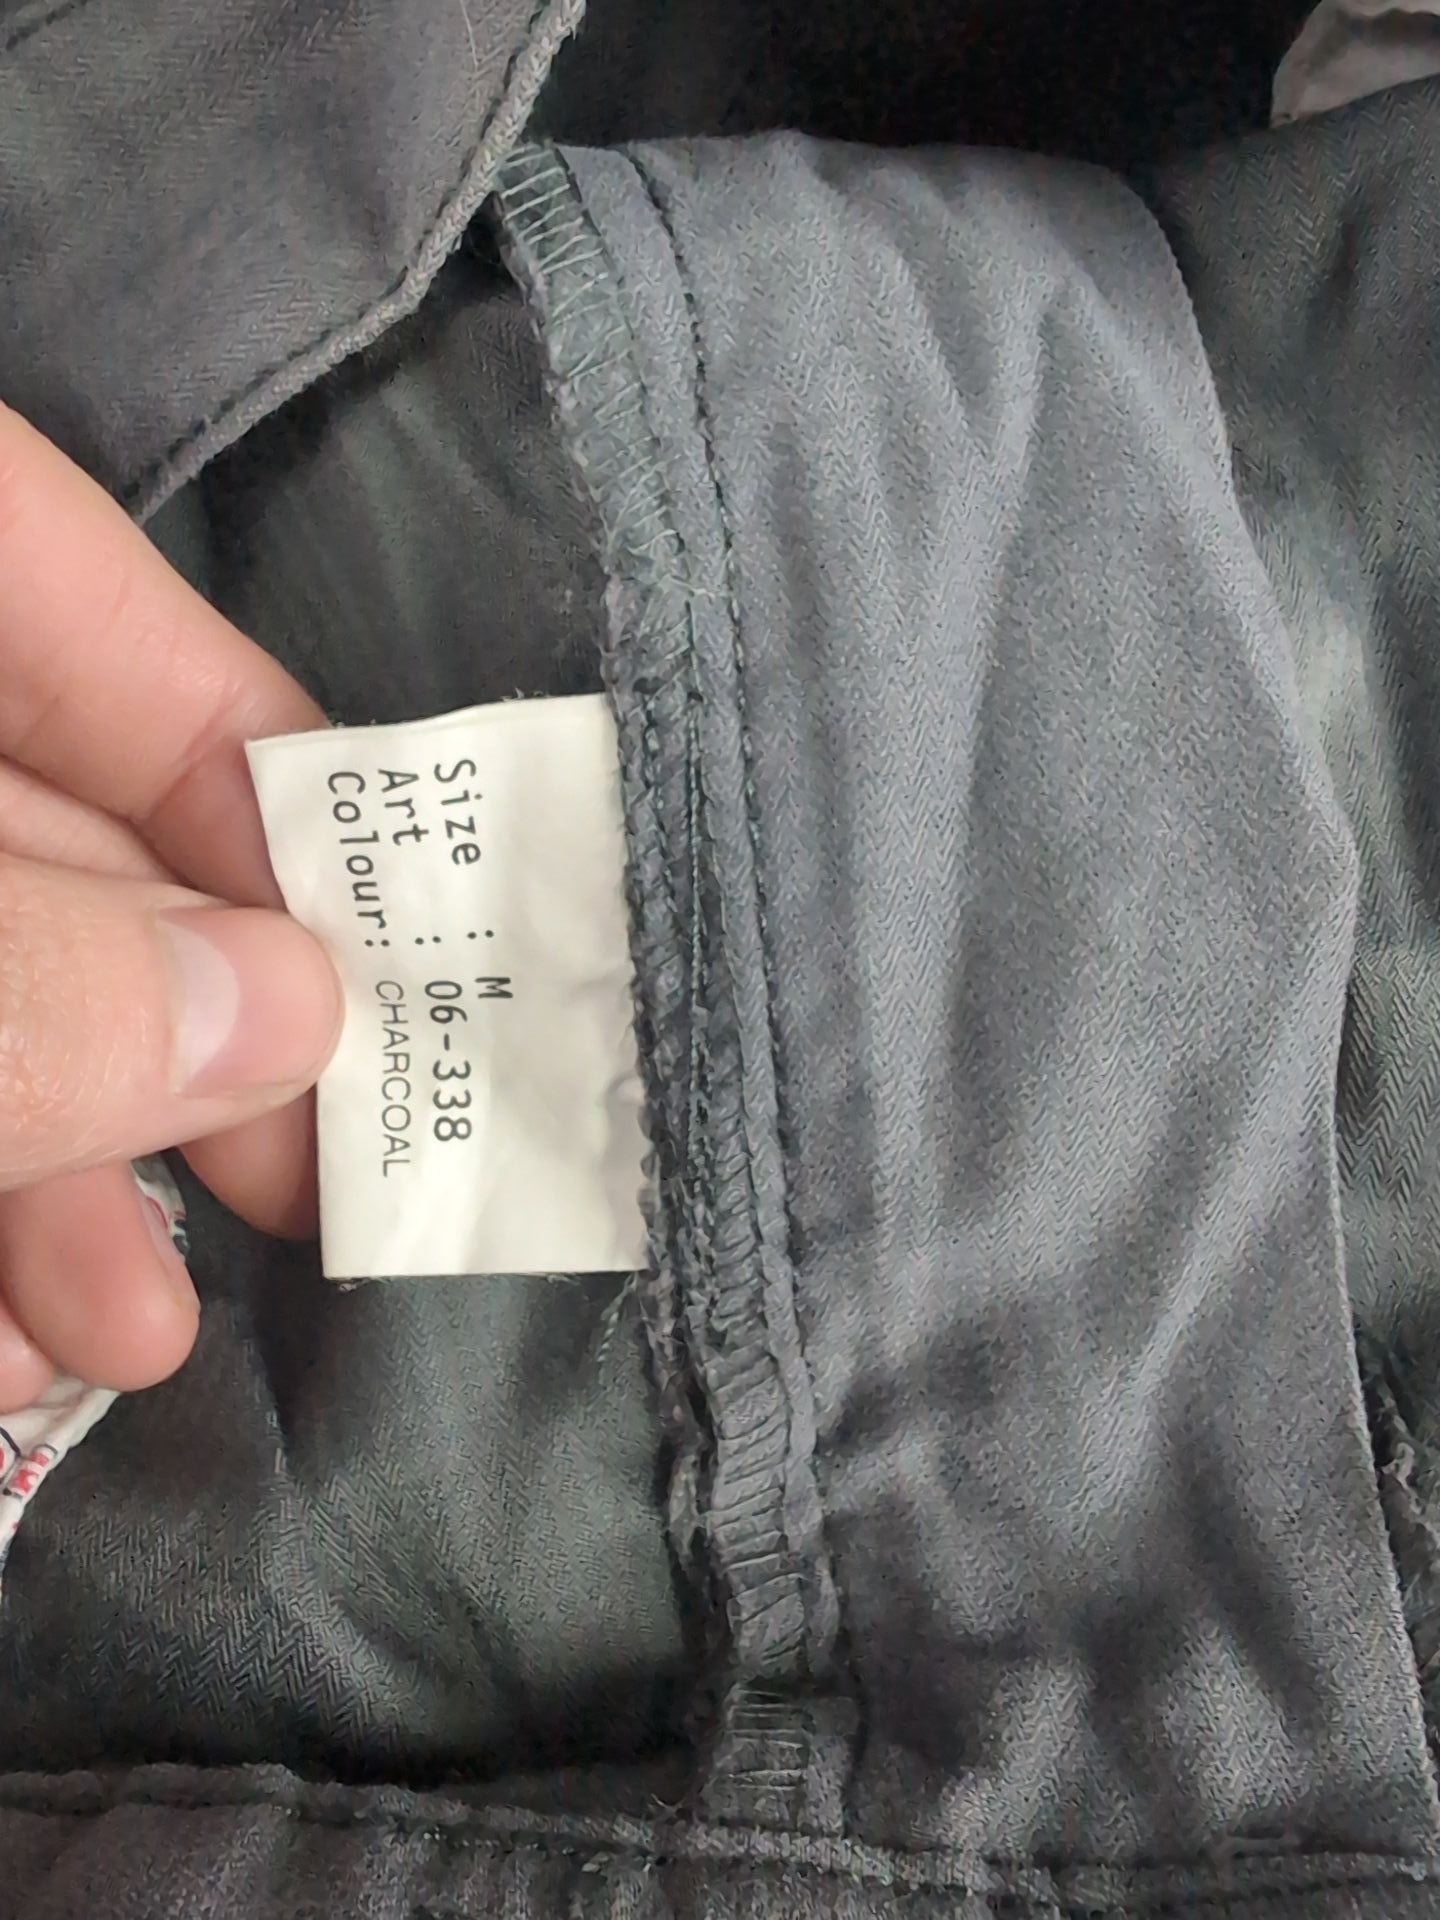 Size : M
Art : 06-338
Colour: CHARCOAL